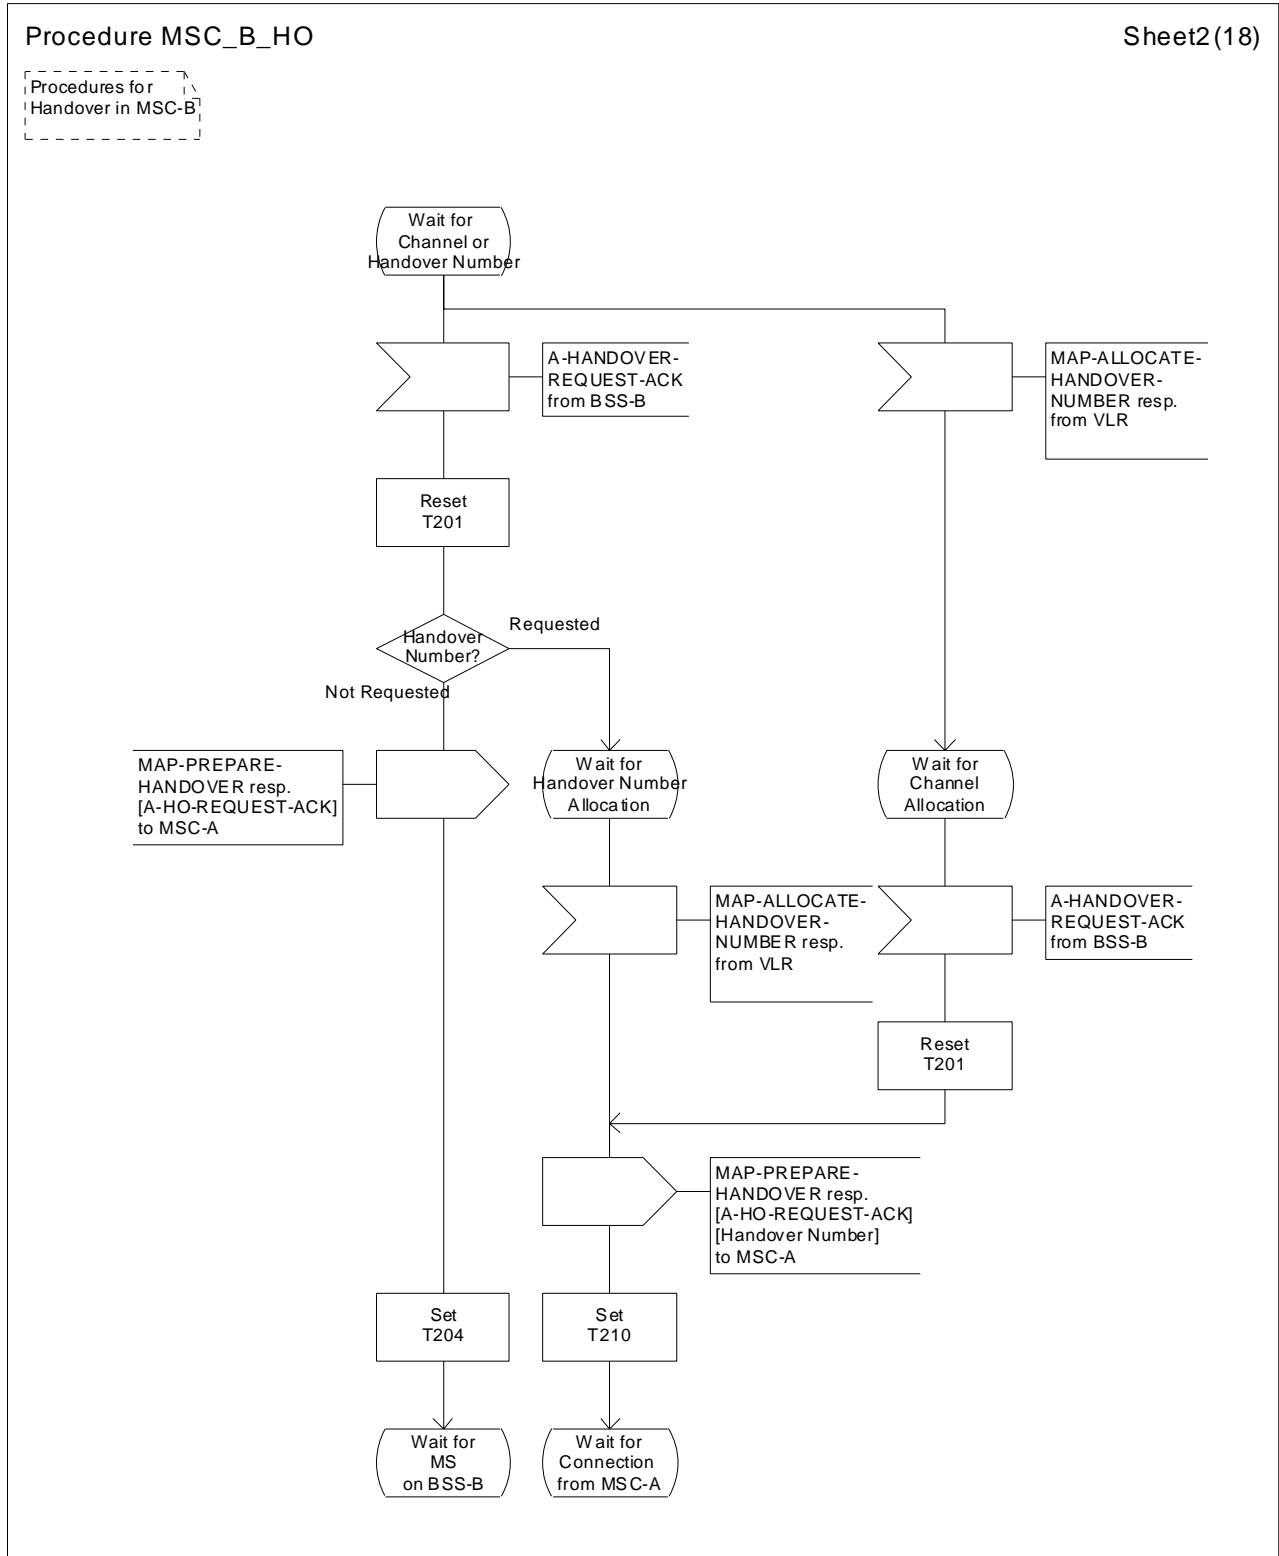 Procedure MSC_B_HO
Sheet2(18)
Procedures for
Handover in MSC-B
Wait for
Channel or
Handover Number
A-HANDOVER-
REQUEST-ACK
from BSS-B
MAP-ALLOCATE-
HANDOVER-
NUMBER resp.
from VLR
Reset
T201
Handover
Number?
Requested
Not Requested
MAP-PREPARE-
HANDOVER resp.
[A-HO-REQUEST-ACK]
to MSC-A
Wait for
Handover Number
Allocation
Wait for
Channel
Allocation
MAP-ALLOCATE-
HANDOVER-
NUMBER resp.
from VLR
A-HANDOVER-
REQUEST-ACK
from BSS-B
Reset
T201
MAP-PREPARE-
HANDOVER resp.
[A-HO-REQUEST-ACK]
[Handover Number]
to MSC-A
Set
T204
Set
T210
Wait for
MS
on BSS-B
Wait for
Connection
from MSC-A